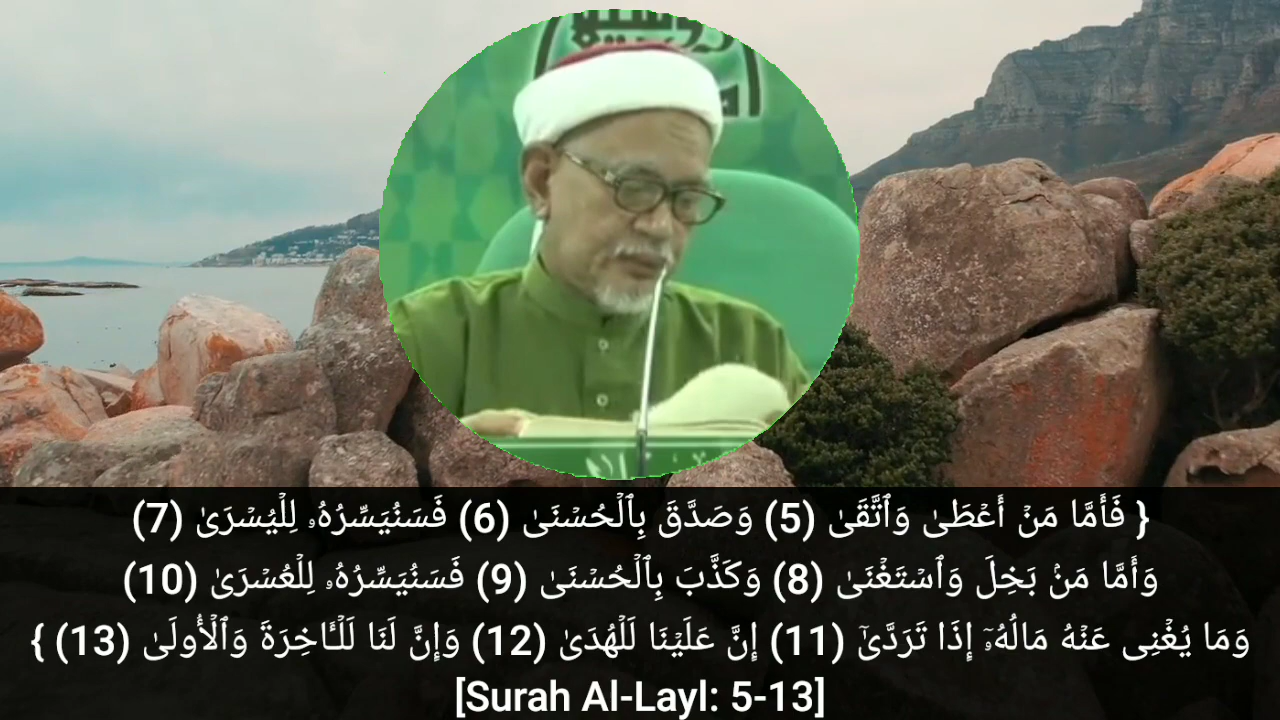 { فَأَمَّا مَنۡ أَعۡطَىٰ وَٱتَّقَىٰ (5) وَصَدَّقَ بِٱلۡحُسۡنَىٰ (6) فَسَنُيَسِّرُهُۥ لِلۡيُسۡرَىٰ (7)
وَأَمَّا مَنۢ بَخِلَ وَٱسۡتَغۡنَىٰ (8) وَكَذَّبَ بِٱلۡحُسۡنَىٰ (9) فَسَنُيَسِّرُهُۥ لِلۡعُسۡرَىٰ (10)
وَمَا يُغۡنِی عَنۡهُ مَالُهُۥۤ إِذَا تَرَدَّىٰۤ (11) إِنَّ عَلَيۡنَا لَلۡهُدَىٰ (12) وَإِنَّ لَنَا لَلۡـَٔاخِرَةَ وَٱلۡأُولَىٰ (13) }
[Surah Al-Layl: 5-13]